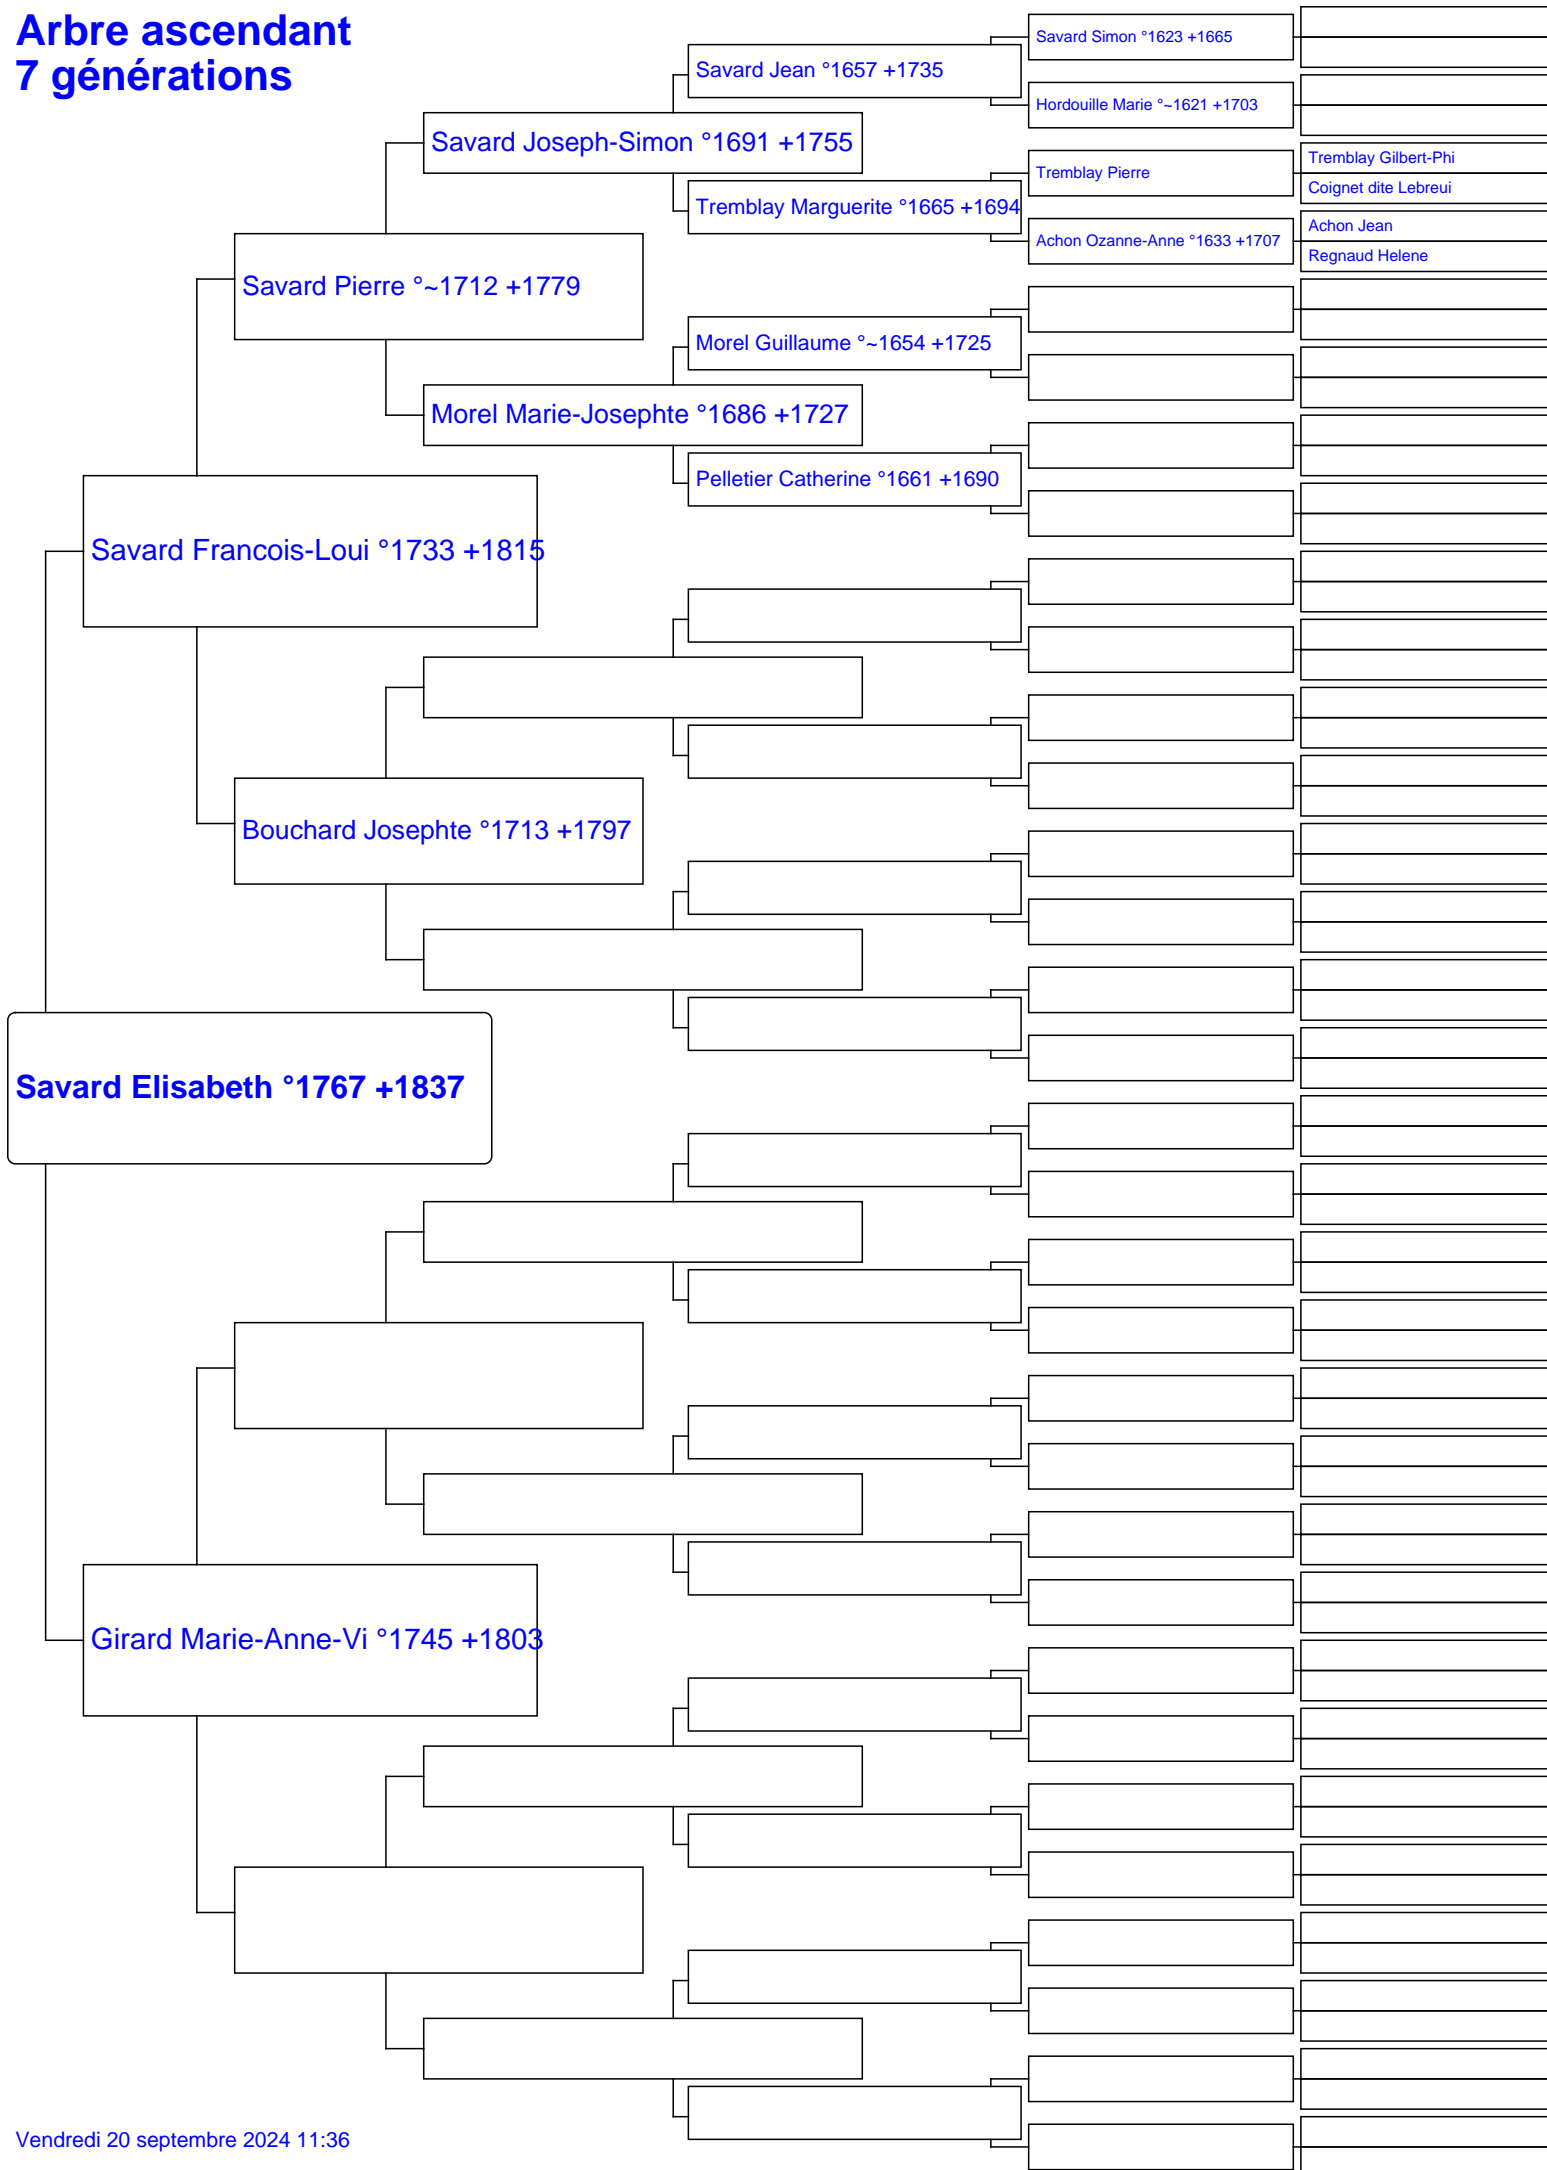 Arbre ascendant
7 générations
Savard Simon °1623 +1665
Savard Jean °1657 +1735
Hordouille Marie °~1621 +1703
Savard Joseph-Simon °1691 +1755
Tremblay Gilbert-Phi
Tremblay Pierre
Coignet dite Lebreui
Tremblay Marguerite °1665 +1694
Achon Jean
Achon Ozanne-Anne °1633 +1707
Regnaud Helene
Savard Pierre °~1712 +1779
Morel Guillaume °~1654 +1725
Morel Marie-Josephte °1686 +1727
Pelletier Catherine °1661 +1690
Savard Francois-Loui °1733 +1815
Bouchard Josephte °1713 +1797
Savard Elisabeth °1767 +1837
Girard Marie-Anne-Vi °1745 +1803
Vendredi 20 septembre 2024 11:36